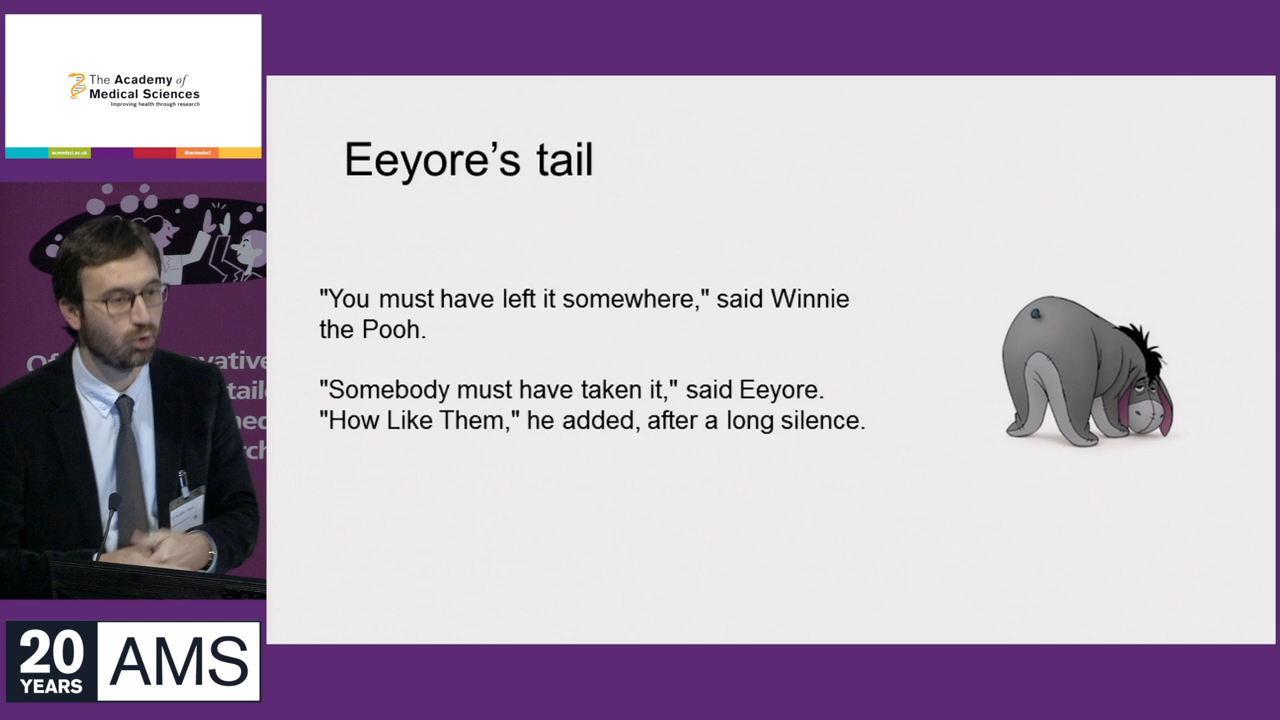 The Academy of
Medical Sciences
Improving health through research
acmedsci.ac.uk
@acmedsci
Eeyore's tail
"You must have left it somewhere," said Winnie
the Pooh.
"Somebody must have taken it," said Eeyore.
"How Like Them," he added, after a long silence.
20
YEARS
AMS